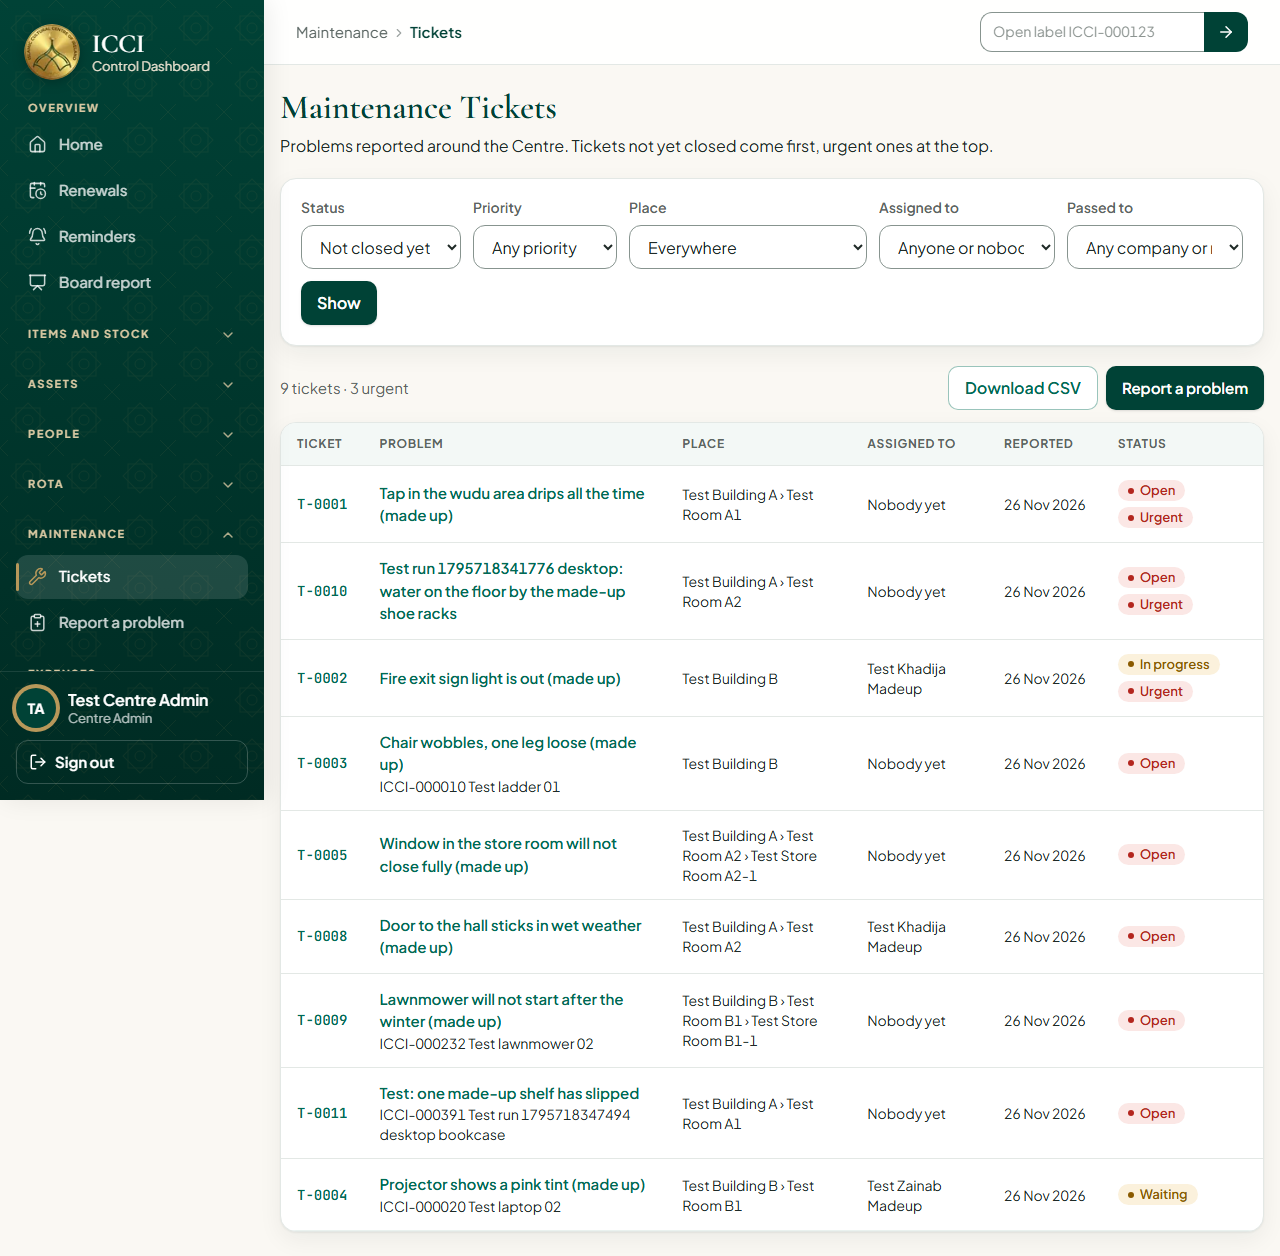 ICCI
Control Dashboard
OVERVIEW
Home
Renewals
Reminders
Board report
ITEMS AND STOCK
ASSETS
PEOPLE
ROTA
MAINTENANCE
Tickets
Report a problem
TA
Test Centre Admin
Centre Admin
Sign out
Maintenance › Tickets
Open label ICCI-000123
Maintenance Tickets
Problems reported around the Centre. Tickets not yet closed come first, urgent ones at the top.
Status Priority Place Assigned to Passed to
Not closed yet Any priority Everywhere Anyone or noboc Any company or
Show
9 tickets · 3 urgent
Download CSV
Report a problem
TICKET PROBLEM PLACE ASSIGNED TO REPORTED STATUS
T-0001
Tap in the wudu area drips all the time
(made up)
Test Building A › Test
Room A1
Nobody yet
26 Nov 2026
Open
Urgent
T-0010
Test run 1795718341776 desktop:
water on the floor by the made-up
shoe racks
Test Building A › Test
Room A2
Nobody yet
26 Nov 2026
Open
Urgent
T-0002
Fire exit sign light is out (made up)
Test Building B
Test Khadija
Madeup
26 Nov 2026
In progress
Urgent
T-0003
Chair wobbles, one leg loose (made
up)
ICCI-000010 Test ladder 01
Test Building B
Nobody yet
26 Nov 2026
Open
T-0005
Window in the store room will not
close fully (made up)
Test Building A › Test
Room A2 › Test Store
Room A2-1
Nobody yet
26 Nov 2026
Open
T-0008
Door to the hall sticks in wet weather
(made up)
Test Building A › Test
Room A2
Test Khadija
Madeup
26 Nov 2026
Open
T-0009
Lawnmower will not start after the
winter (made up)
ICCI-000232 Test lawnmower 02
Test Building B › Test
Room B1 › Test Store
Room B1-1
Nobody yet
26 Nov 2026
Open
T-0011
Test: one made-up shelf has slipped
ICCI-000391 Test run 1795718347494
desktop bookcase
Test Building A › Test
Room A1
Nobody yet
26 Nov 2026
Open
T-0004
Projector shows a pink tint (made up)
ICCI-000020 Test laptop 02
Test Building B › Test
Room B1
Test Zainab
Madeup
26 Nov 2026
Waiting